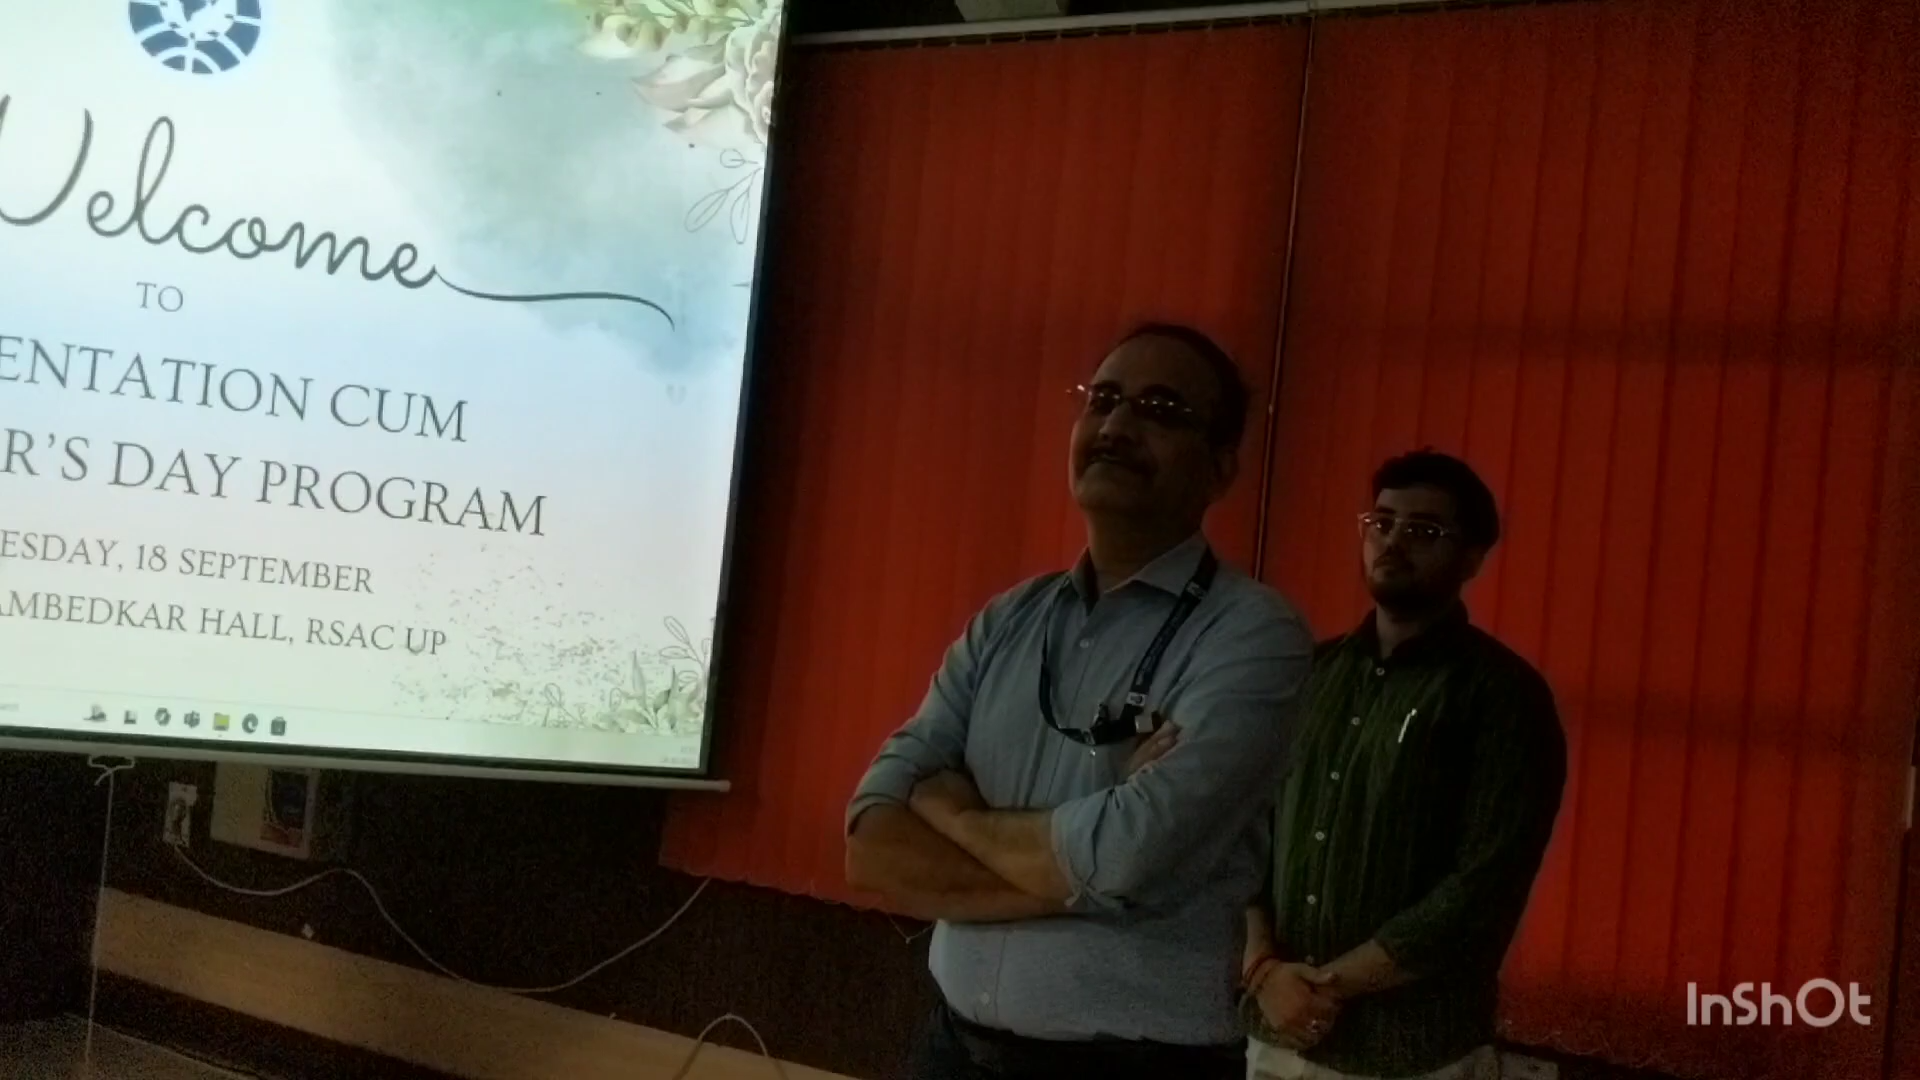 Welcome
TO
ENTATION CUM
R'S DAY PROGRAM
ESDAY, 18 SEPTEMBER
AMBEDKAR HALL, RSAC UP
InShOt